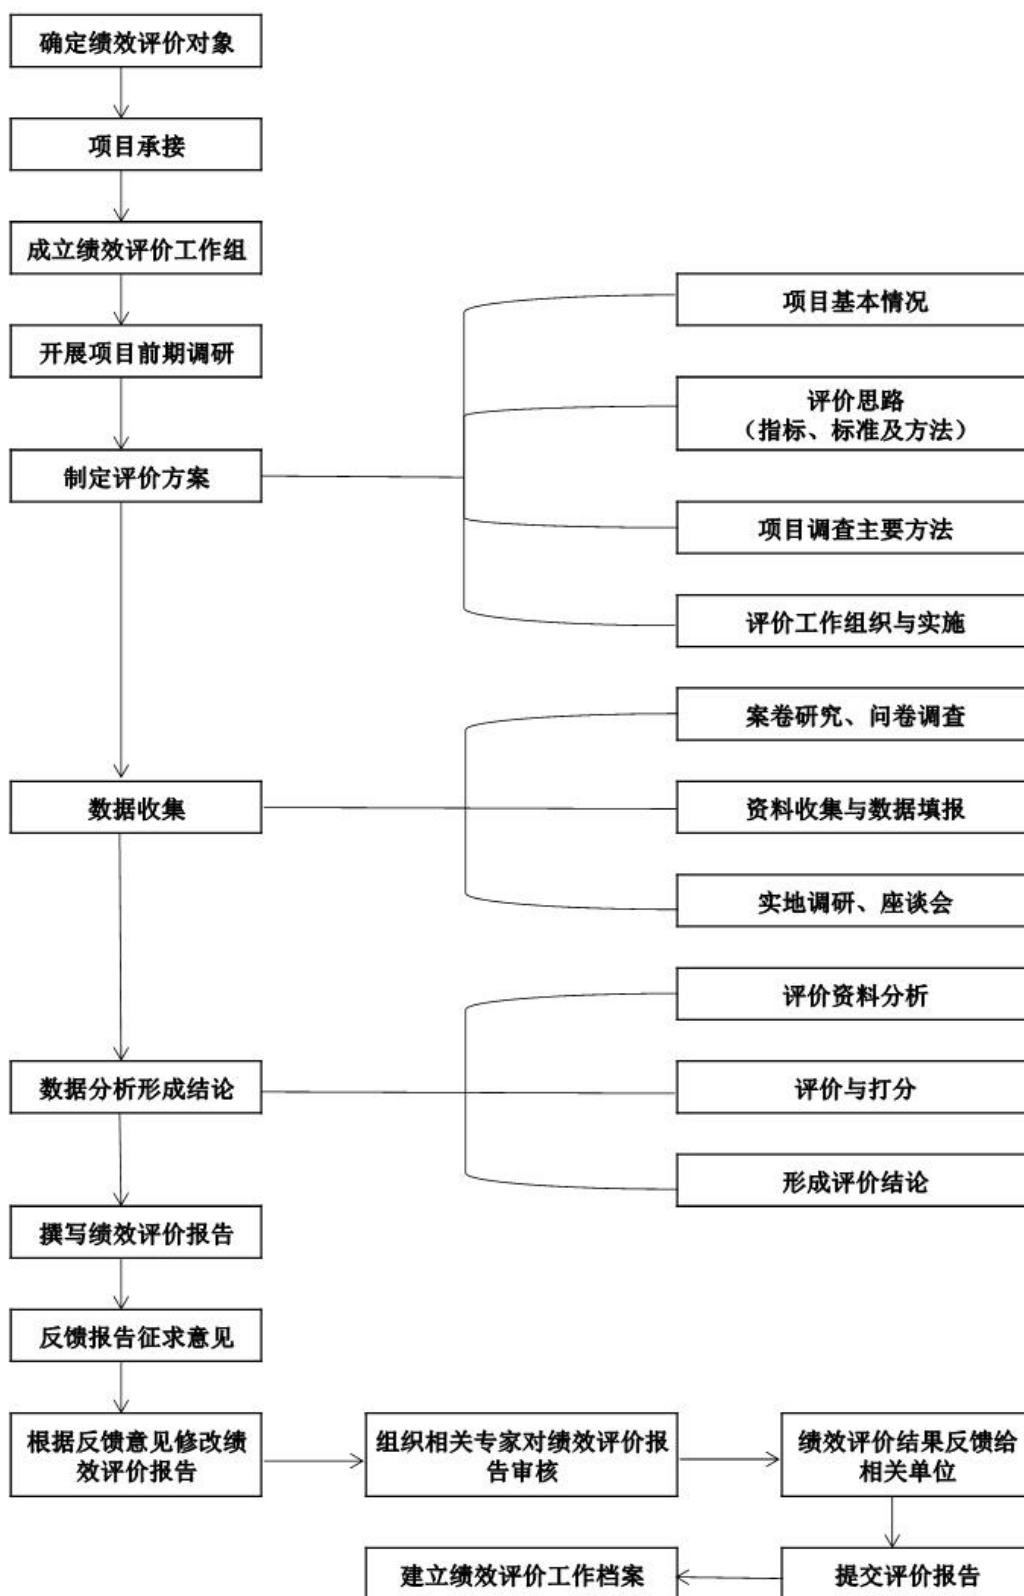 确定绩效评价对象
项目承接
成立绩效评价工作组
开展项目前期调研
制定评价方案
项目基本情况
评价思路
（指标、标准及方法）
项目调查主要方法
评价工作组织与实施
数据收集
案卷研究、问卷调查
资料收集与数据填报
实地调研、座谈会
数据分析形成结论
评价资料分析
评价与打分
形成评价结论
撰写绩效评价报告
反馈报告征求意见
根据反馈意见修改绩
效评价报告
组织相关专家对绩效评价报
告审核
绩效评价结果反馈给
相关单位
提交评价报告
建立绩效评价工作档案